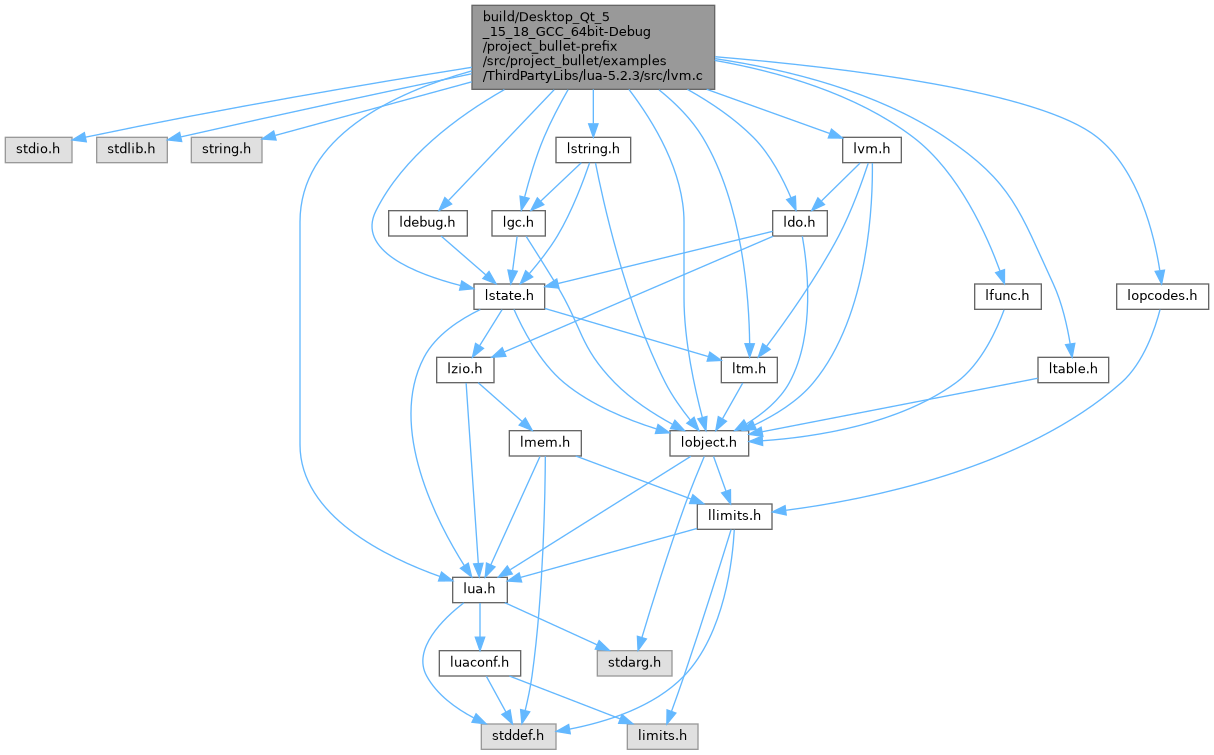 build/Desktop_Qt_5
_15_18_GCC_64bit-Debug
/project_bullet-prefix
/src/project_bullet/examples
/ThirdPartyLibs/lua-5.2.3/src/lvm.c
stdio.h
stdlib.h
string.h
lstring.h
lvm.h
ldebug.h
lgc.h
ldo.h
lstate.h
lfunc.h
lopcodes.h
lzio.h
ltm.h
ltable.h
lmem.h
lobject.h
llimits.h
lua.h
luaconf.h
stdarg.h
stddef.h
limits.h